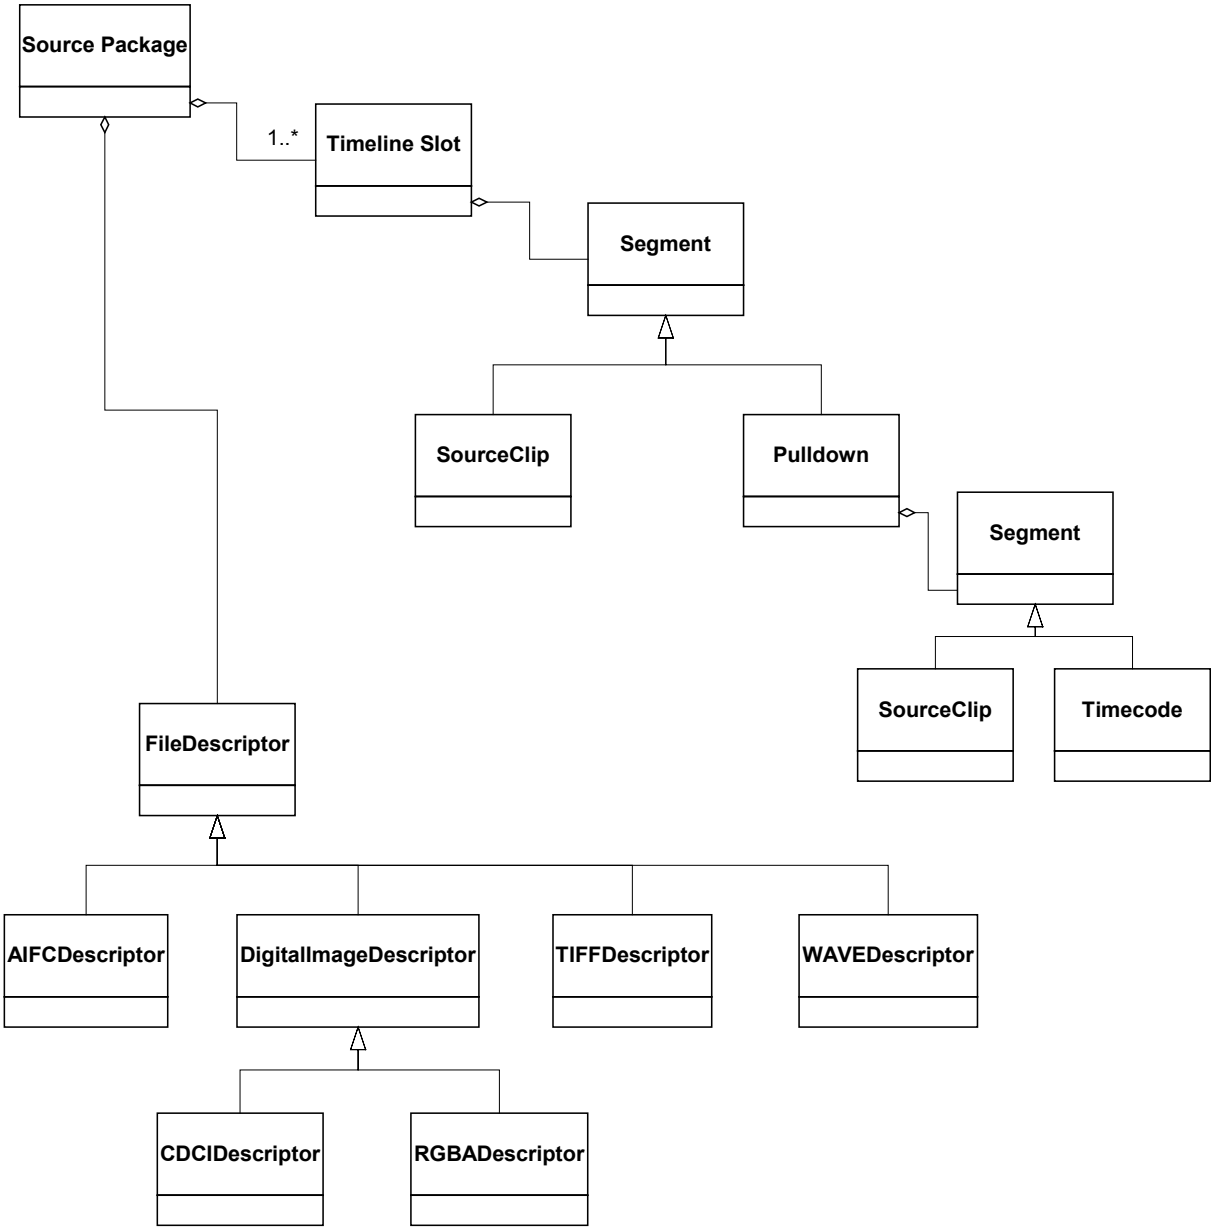 Source Package
1..*
Timeline Slot
Segment
SourceClip
Pulldown
Segment
SourceClip
Timecode
FileDescriptor
AIFCDescriptor
DigitalImageDescriptor
TIFFDescriptor
WAVEDescriptor
CDCIDescriptor
RGBADescriptor